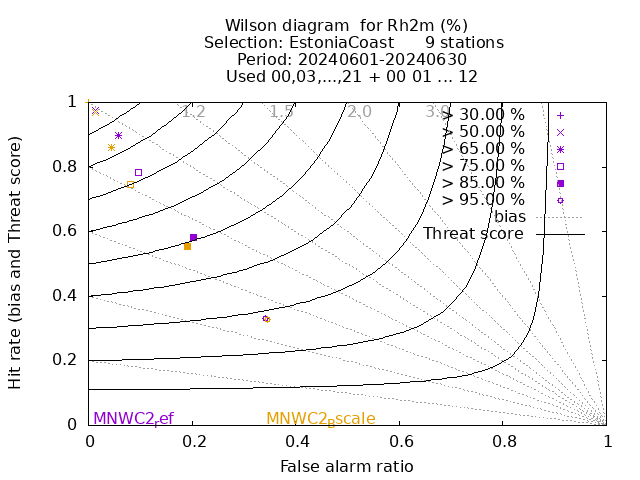 Wilson diagram  for Rh2m (%)
Selection: EstoniaCoast      9 stations
Period: 20240601-20240630
Used 00,03,...,21 + 00 01 ... 12
Hit rate (bias and Threat score)
1
0.8
0.6
0.4
0.2
0
1.2
1.5
2.0
3.0
> 30.00 %
> 50.00 %
> 65.00 %
> 75.00 %
> 85.00 %
> 95.00 %
bias
Threat score
MNWC2ref
MNWC2Bscale
0
0.2
0.4
0.6
0.8
1
False alarm ratio